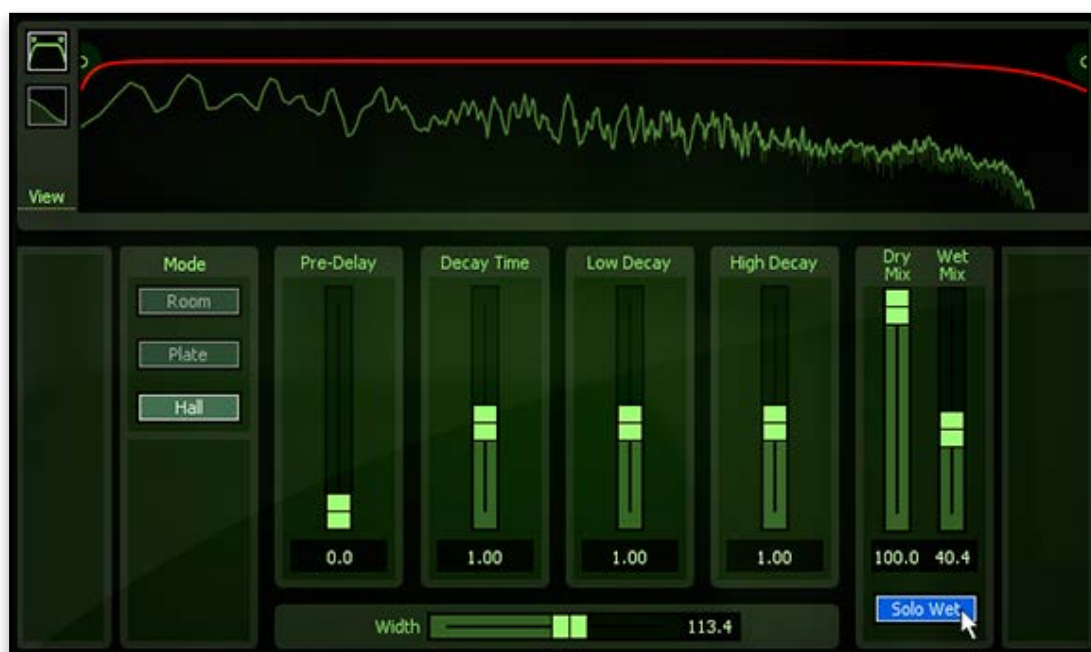 View
Mode
Room
Plate
Hall
Pre-Delay
0.0
Decay Time
1.00
Low Decay
1.00
High Decay
1.00
Dry Mix
Wet Mix
100.0
40.4
Solo Wet
Width
113.4